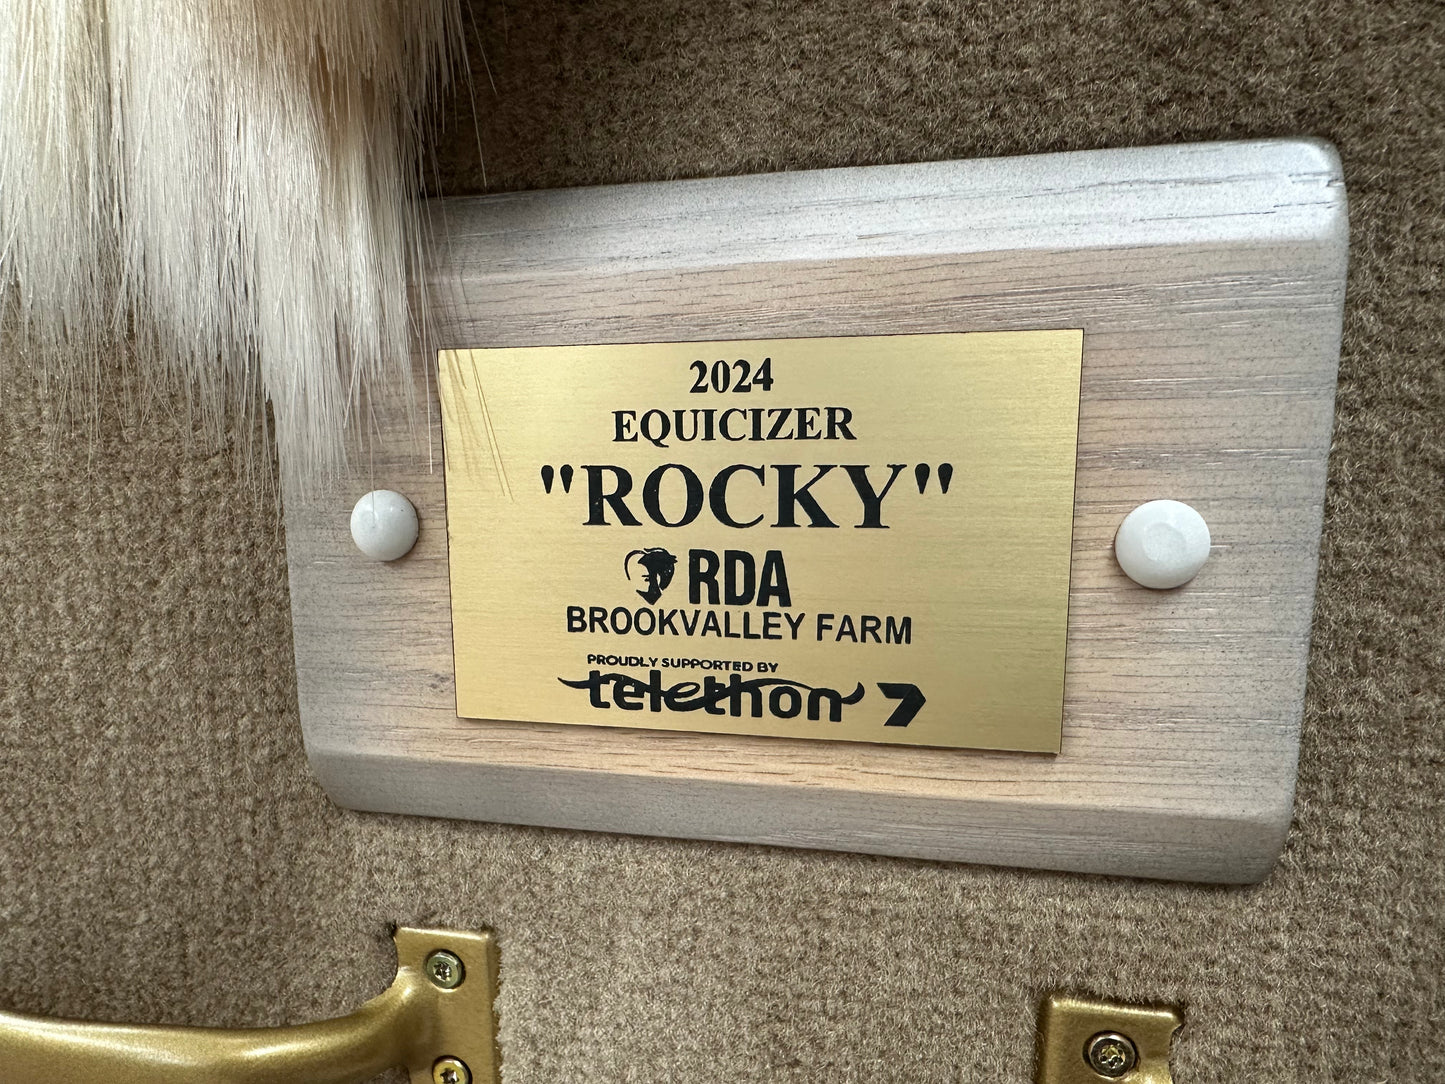 2024
EQUICIZER
"ROCKY"
RDA
BROOKVALLEY FARM
PROUDLY SUPPORTED BY
telethon 7